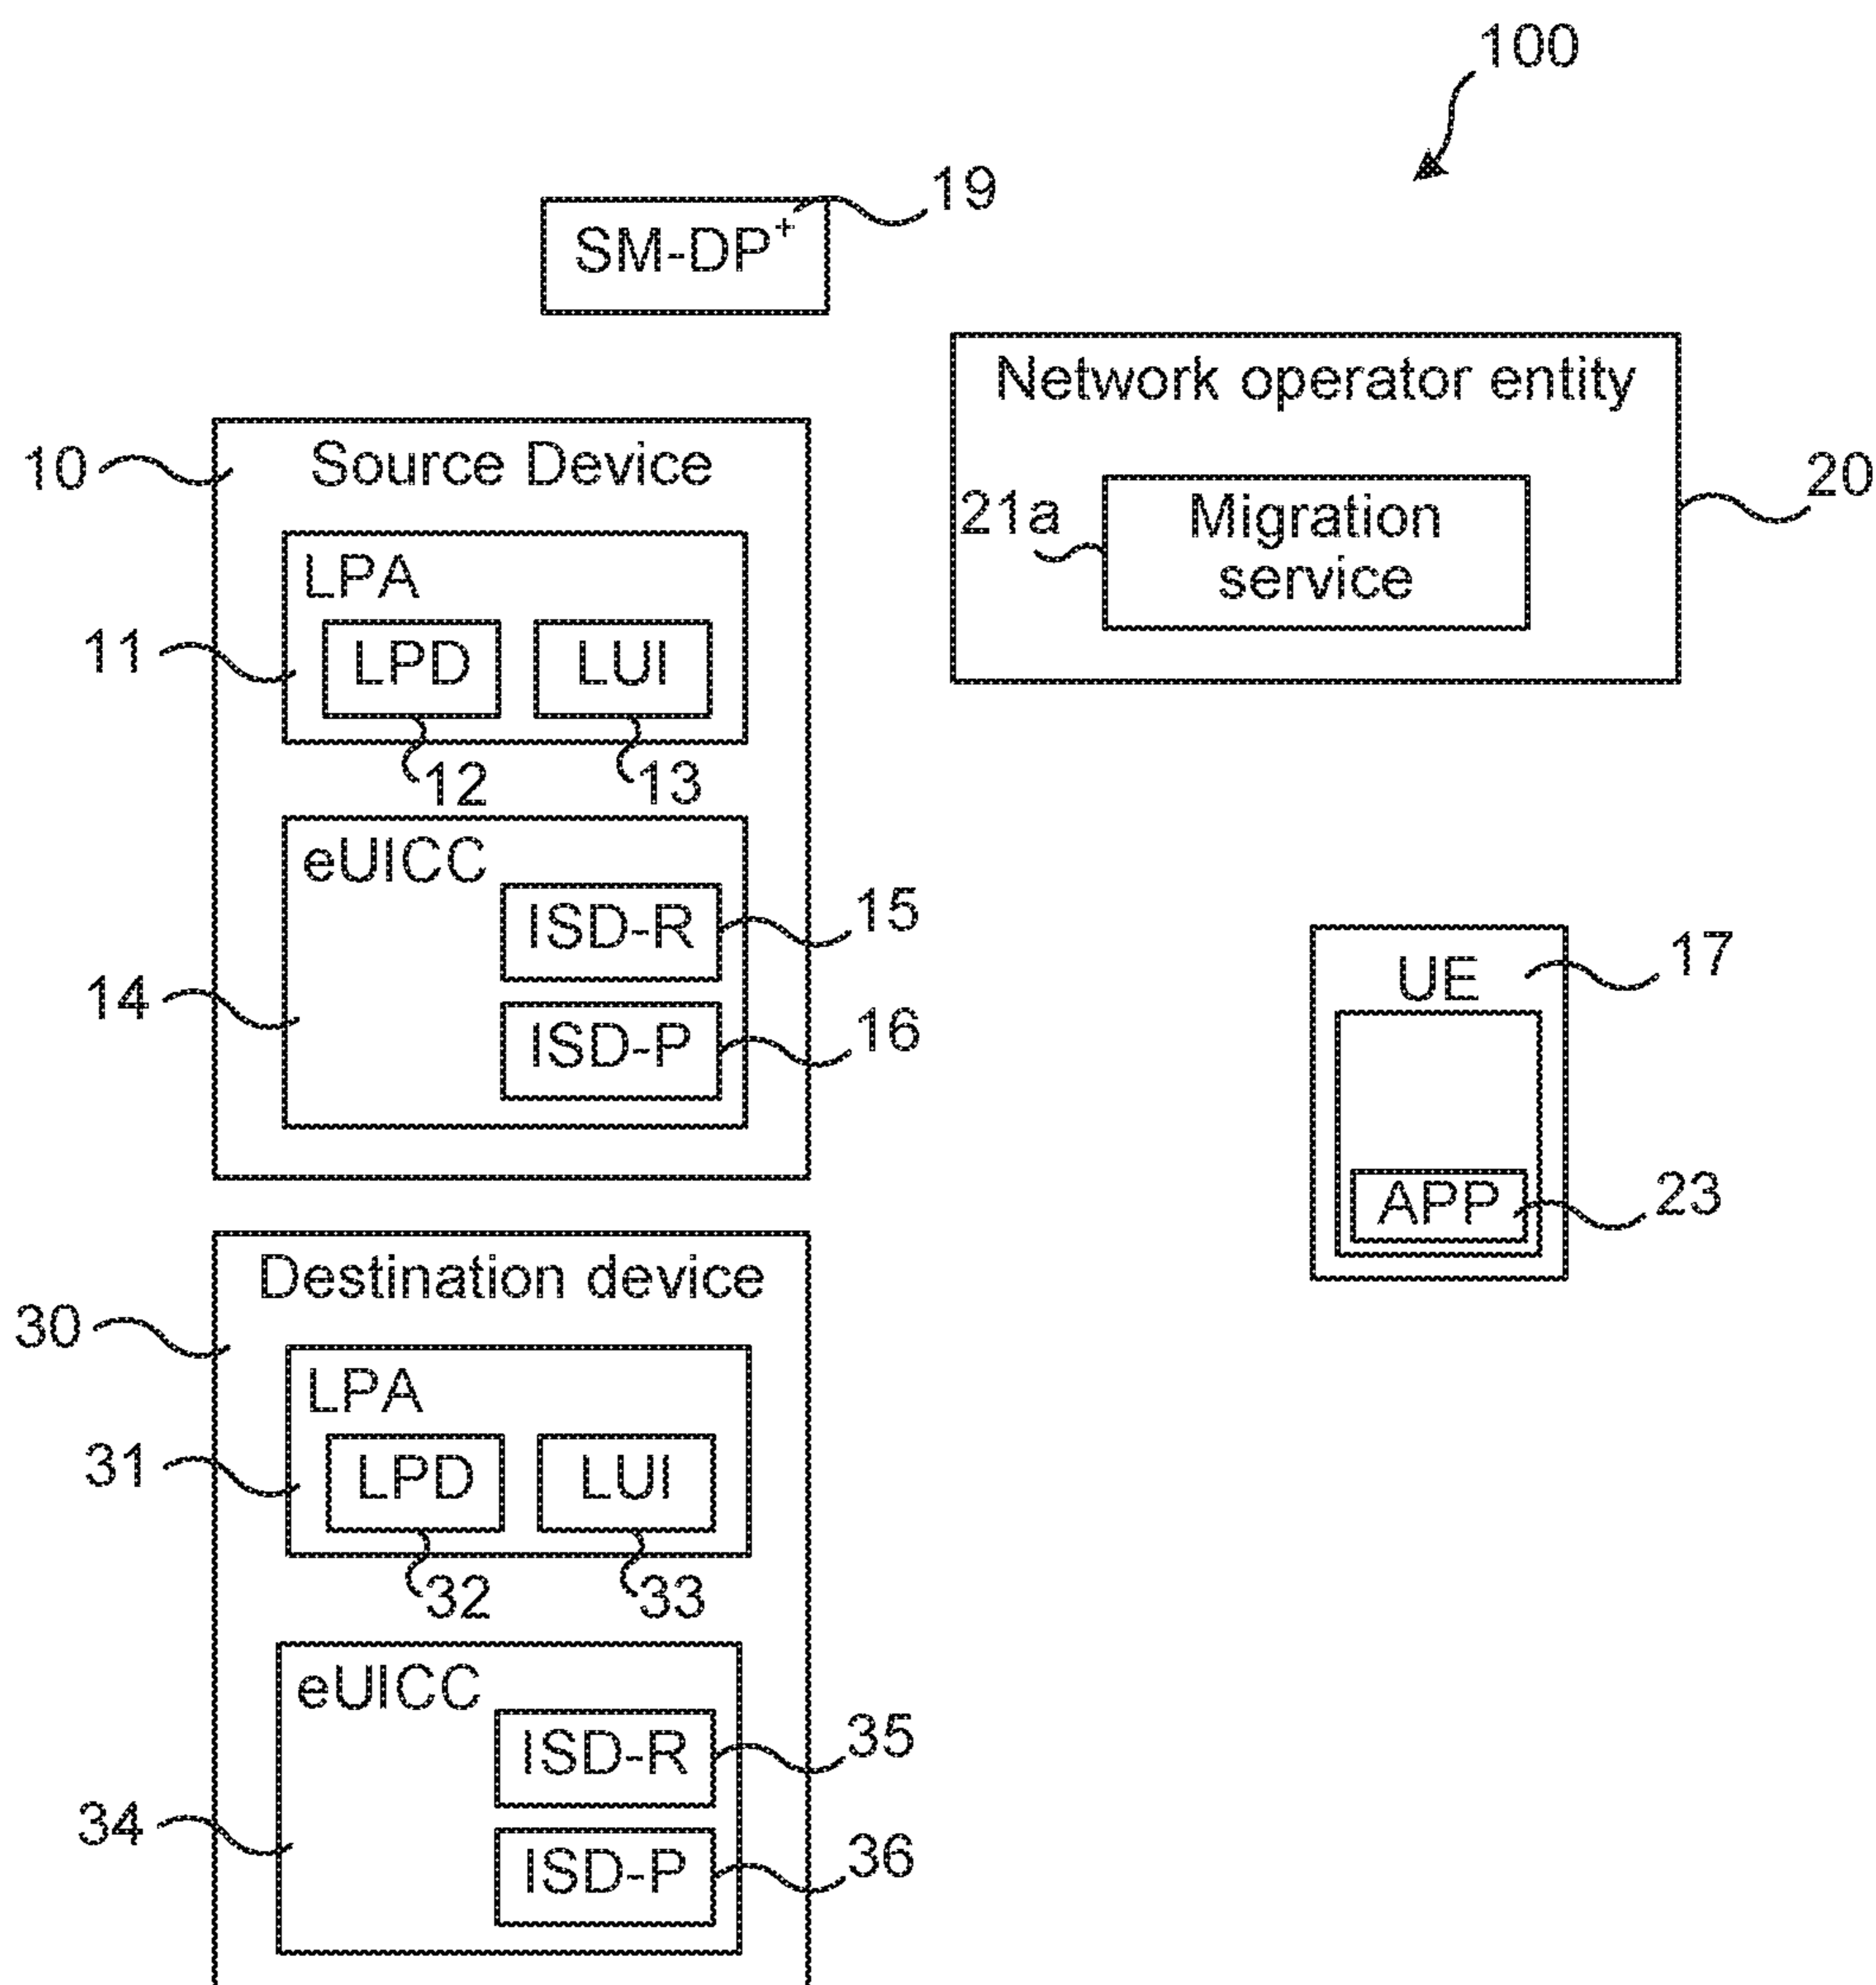 100
19
SM-DP+
Network operator entity
20
21a
Migration
service
10
Source Device
LPA
11
LPD
LUI
12
13
eUICC
ISD-R
15
14
ISD-P
16
UE
17
APP
23
Destination device
30
LPA
31
LPD
LUI
32
33
eUICC
ISD-R
35
34
ISD-P
36